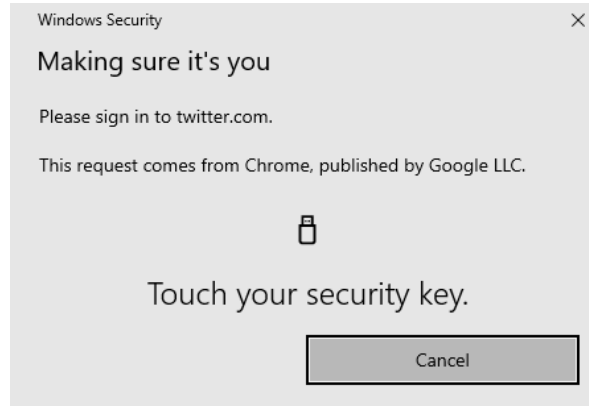 Windows Security
Making sure it's you
Please sign in to twitter.com.
This request comes from Chrome, published by Google LLC.
Touch your security key.
Cancel